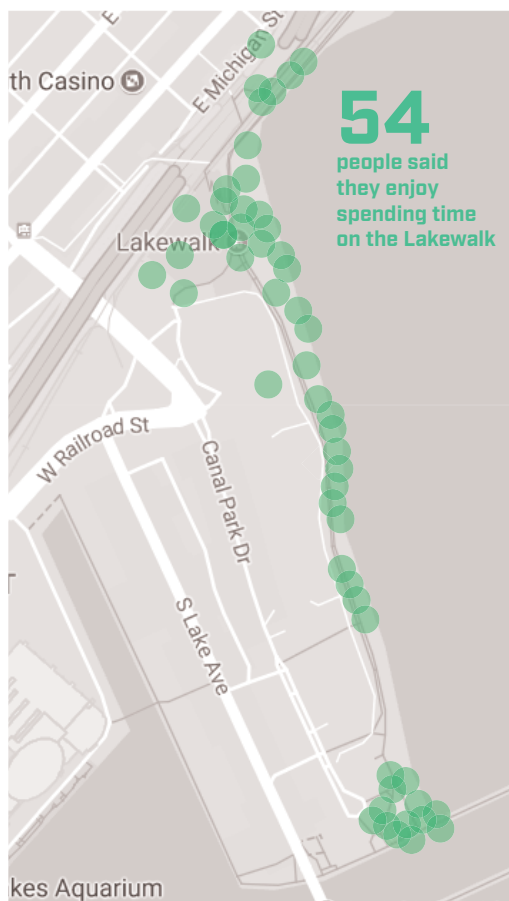 E
E Michigan St
th Casino
54
people said
they enjoy
spending time
on the Lakewalk
Lakewalk
W Railroad St
Canal Park Dr
S Lake Ave
T
kes Aquarium